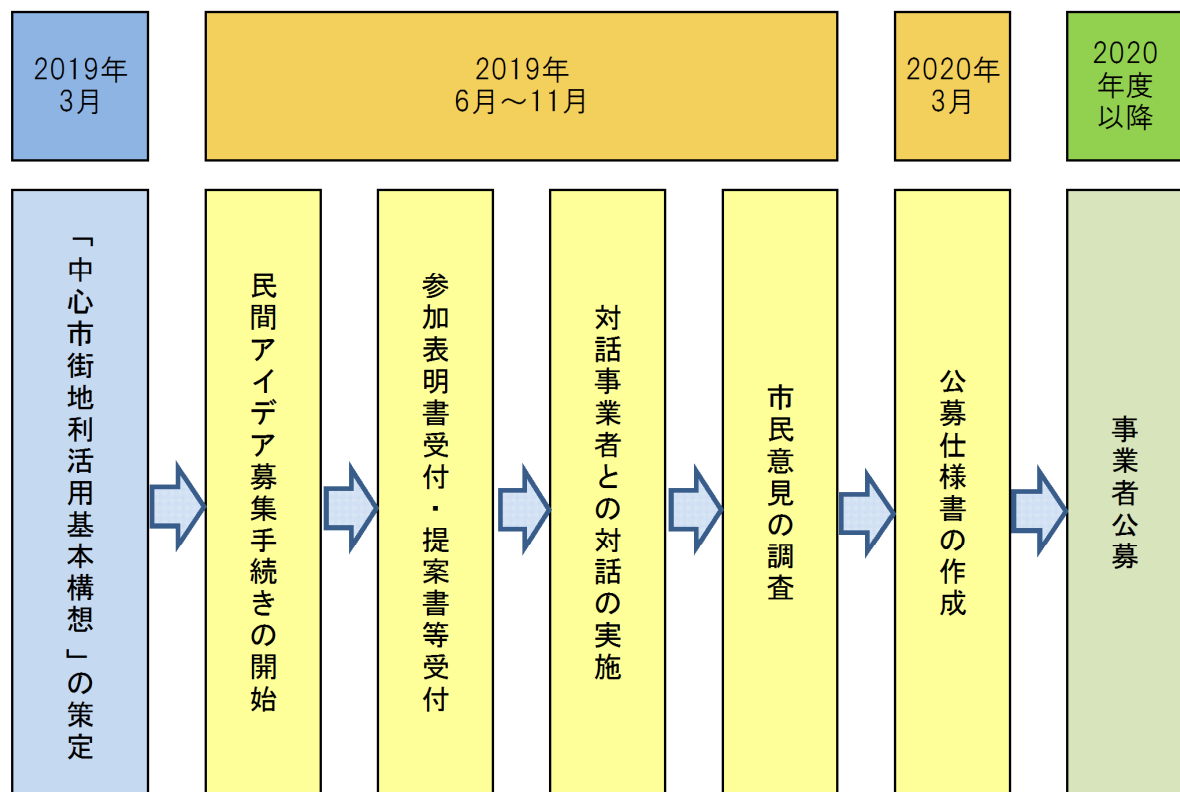 2019年
3月
2019年
6月～11月
2020年
3月
2020
年度
以降
「中心市街地利活用基本構想」の策定
民間アイデア募集手続きの開始
参加表明書受付・提案書等受付
対話事業者との対話の実施
市民意見の調査
公募仕様書の作成
事業者公募